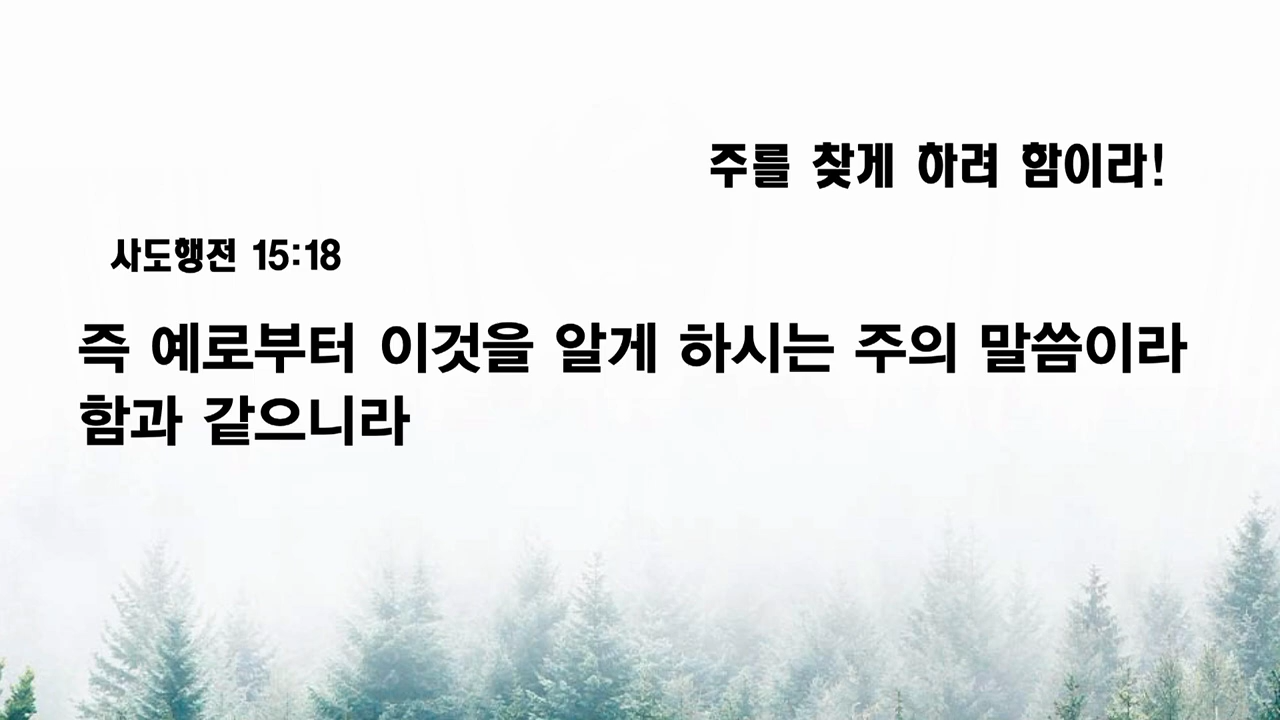 주를 찾게 하려 함이라!
사도행전 15:18
즉 예로부터 이것을 알게 하시는 주의 말씀이라
함과 같으니라